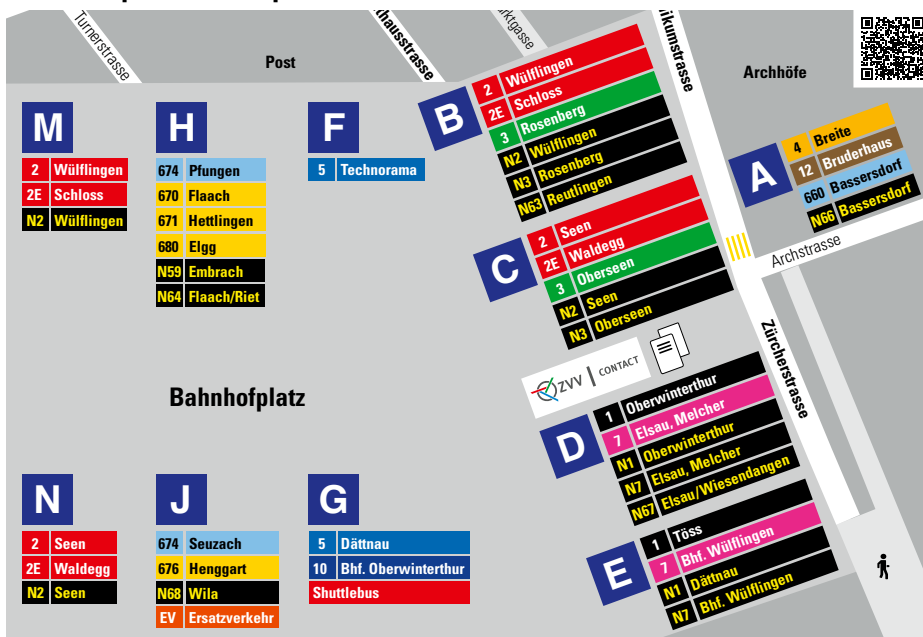 Turnerstrasse
Post
thausstrasse
rktgasse
ikumstrasse
Archhöfe
M
2 Wülflingen
2E Schloss
N2 Wülflingen
H
674 Pfungen
670 Flaach
671 Hettlingen
680 Elgg
N59 Embrach
N64 Flaach/Riet
F
5 Technorama
B
2 Wülflingen
2E Schloss
3 Rosenberg
N2 Wülflingen
N3 Rosenberg
N63 Reutlingen
A
4 Breite
12 Bruderhaus
660 Bassersdorf
N66 Bassersdorf
Archstrasse
C
2 Seen
2E Waldegg
3 Oberseen
N2 Seen
N3 Oberseen
ZVV | CONTACT
Zürcherstrasse
Bahnhofplatz
D
1 Oberwinterthur
7 Elsau, Melcher
N1 Oberwinterthur
N7 Elsau, Melcher
N67 Elsau/Wiesendangen
N
2 Seen
2E Waldegg
N2 Seen
J
674 Seuzach
676 Henggart
N68 Wila
EV Ersatzverkehr
G
5 Dättnau
10 Bhf. Oberwinterthur
Shuttlebus
E
1 Töss
7 Bhf. Wülflingen
N1 Dättnau
N7 Bhf. Wülflingen